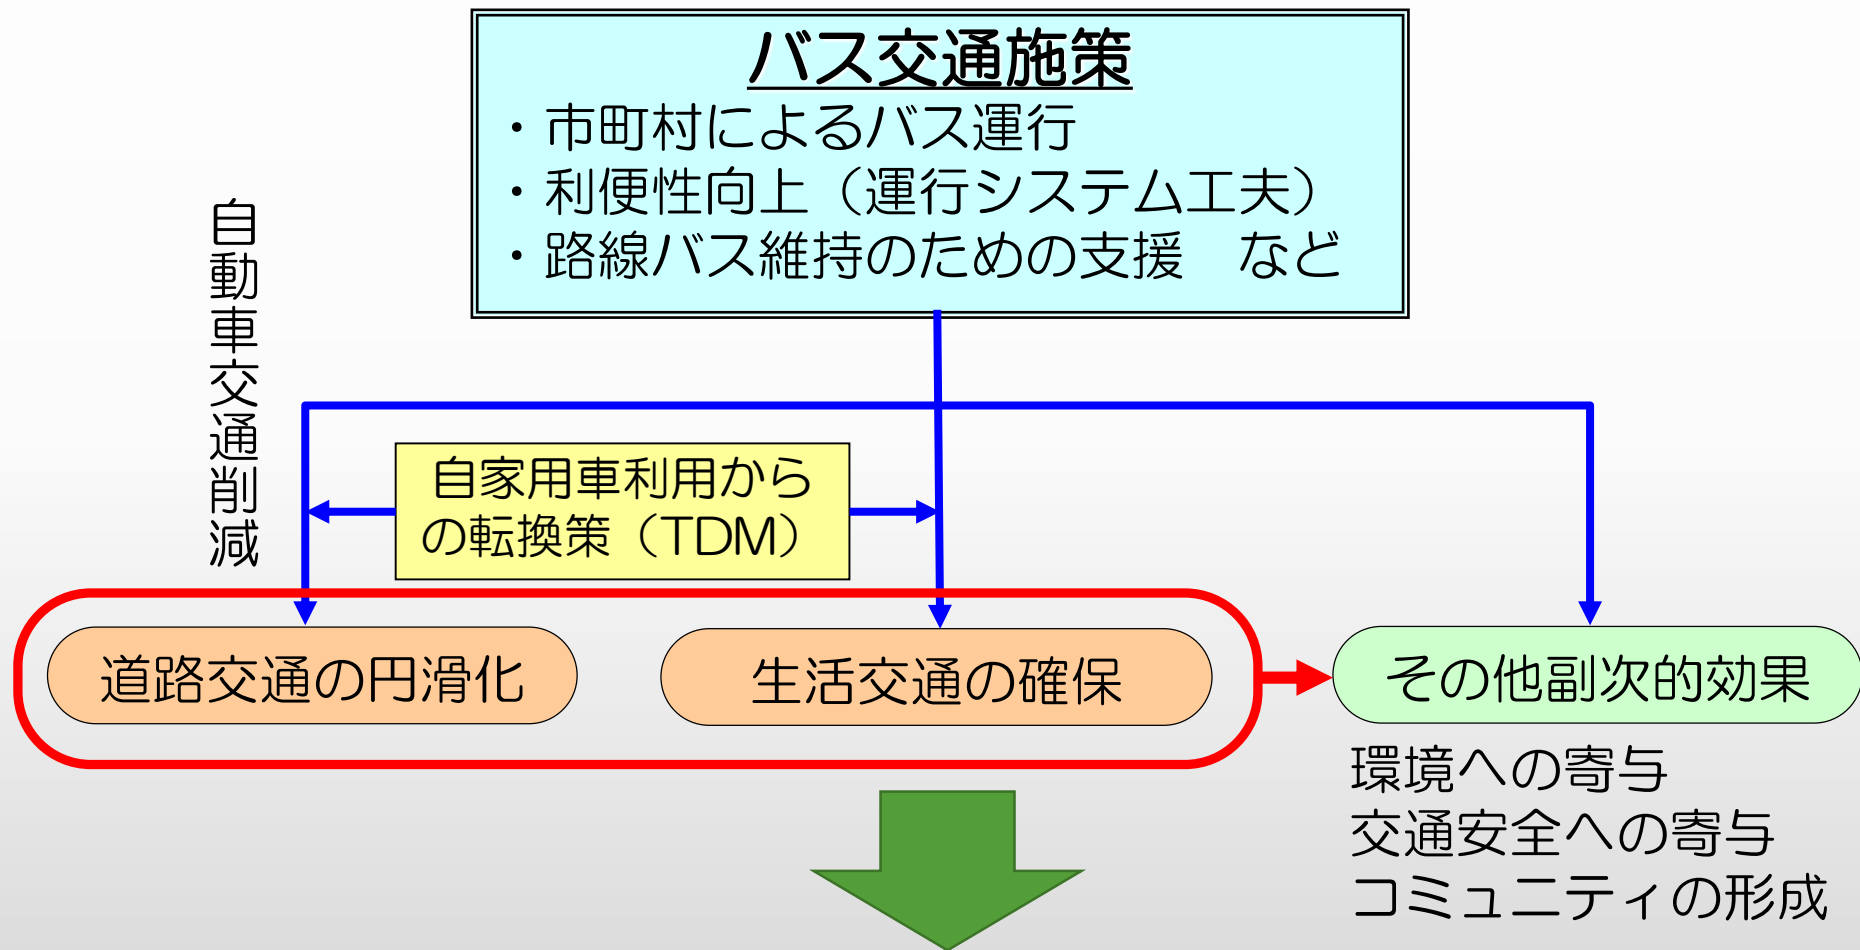 バス交通施策
・市町村によるバス運行
・利便性向上（運行システム工夫）
・路線バス維持のための支援　など
自動車交通削減
自家用車利用から
の転換策（TDM）
道路交通の円滑化
生活交通の確保
その他副次的効果
環境への寄与
交通安全への寄与
コミュニティの形成